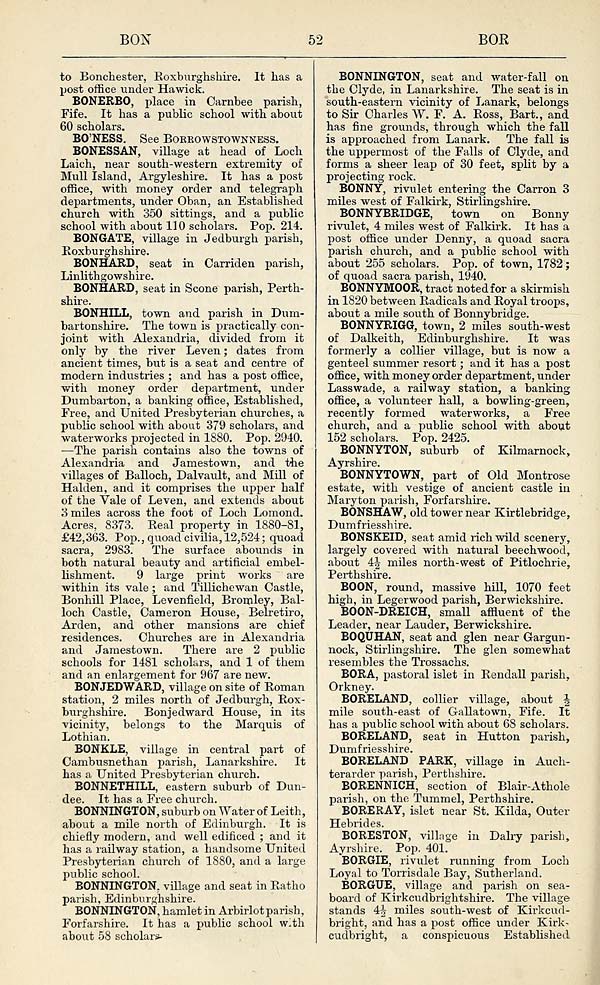 BON 52 BOR
to Bonchester, Roxburghshire. It has a
post office under Hawick.
BONERBO, place in Carnbee parish,
Fife. It has a public school with about
60 scholars.
BO'NESS. See BORROWSTOWNNESS.
BONESSAN, village at head of Loch
Laich, near south-western extremity of
Mull Island, Argyleshire. It has a post
office, with money order and telegraph
departments, under Oban, an Established
church with 350 sittings, and a public
school with about 110 scholars. Pop. 214.
BONGATE, village in Jedburgh parish,
Roxburghshire.
BONHARD, seat in Carriden parish,
Linlithgowshire.
BONHARD, seat in Scone parish, Perth-
shire.
BONHILL, town and parish in Dum-
bartonshire. The town is practically con-
joint with Alexandria, divided from it
only by the river Leven; dates from
ancient times, but is a seat and centre of
modern industries; and has a post office,
with money order department, under
Dumbarton, a banking office, Established,
Free, and United Presbyterian churches, a
public school with about 379 scholars, and
waterworks projected in 1880. Pop. 2940.
—The parish contains also the towns of
Alexandria and Jamestown, and the
villages of Balloch, Dalvault, and Mill of
Halden, and it comprises the upper half
of the Vale of Leven, and extends about
3 miles across the foot of Loch Lomond.
Acres, 8373. Real property in 1880-81,
£42,363. Pop., quoad civilia, 12,524; quoad
sacra, 2983. The surface abounds in
both natural beauty and artificial embel-
lishment. 9 large print works are
within its vale; and Tillichewan Castle,
Bonhill Place, Levenfield, Bromley, Bal-
loch Castle, Cameron House, Belretiro,
Arden, and other mansions are chief
residences. Churches are in Alexandria
and Jamestown. There are 2 public
schools for 1481 scholars, and 1 of them
and an enlargement for 967 are new.
BONJEDWARD, village on site of Roman
station, 2 miles north of Jedburgh, Rox-
burghshire. Bonjedward House, in its
vicinity, belongs to the Marquis of
Lothian.
BONKLE, village in central part of
Cambusnethan parish, Lanarkshire. It
has a United Presbyterian church.
BONNETHILL, eastern suburb of Dun-
dee. It has a Free church.
BONNINGTON, suburb on Water of Leith,
about a mile north of Edinburgh. It is
chiefly modern, and well edificed; and it
has a railway station, a handsome United
Presbyterian church of 1880, and a large
public school.
BONNINGTON, village and seat in Ratho
parish, Edinburghshire.
BONNINGTON, hamlet in Arbirlot parish,
Forfarshire. It has a public school with
about 58 scholars.
BONNINGTON, seat and water-fall on
the Clyde, in Lanarkshire. The seat is in
south-eastern vicinity of Lanark, belongs
to Sir Charles W. F. A. Ross, Bart., and
has fine grounds, through which the fall
is approached from Lanark. The fall is
the uppermost of the Falls of Clyde, and
forms a sheer leap of 30 feet, split by a
projecting rock.
BONNY, rivulet entering the Carron 3
miles west of Falkirk, Stirlingshire.
BONNYBRIDGE, town on Bonny
rivulet, 4 miles west of Falkirk. It has a
post office under Denny, a quoad sacra
parish church, and a public school with
about 255 scholars. Pop. of town, 1782;
of quoad sacra parish, 1940.
BONNYMOOR, tract noted for a skirmish
in 1820 between Radicals and Royal troops,
about a mile south of Bonnybridge.
BONNYRIGG, town, 2 miles south-west
of Dalkeith, Edinburghshire. It was
formerly a collier village, but is now a
genteel summer resort; and it has a post
office, with money order department, under
Lasswade, a railway station, a banking
office, a volunteer hall, a bowling-green,
recently formed waterworks, a Free
church, and a public school with about
152 scholars. Pop. 2425.
BONNYTON, suburb of Kilmarnock,
Ayrshire.
BONNYTOWN, part of Old Montrose
estate, with vestige of ancient castle in
Maryton parish, Forfarshire.
BONSHAW, old tower near Kirtlebridge,
Dumfriesshire.
BONSKEID, seat amid rich wild scenery,
largely covered with natural beechwood,
about 4½ miles north-west of Pitlochrie,
Perthshire.
BOON, round, massive hill, 1070 feet
high, in Legerwood parish, Berwickshire.
BOON-DREICH, small affluent of the
Leader, near Lauder, Berwickshire.
BOQUHAN, seat and glen near Gargun-
nock, Stirlingshire. The glen somewhat
resembles the Trossachs.
BORA, pastoral islet in Rendall parish,
Orkney.
BORELAND, collier village, about ½
mile south-east of Gallatown, Fife. It
has a public school with about 68 scholars.
BORELAND, seat in Hutton parish,
Dumfriesshire.
BORELAND PARK, village in Auch-
terarder parish, Perthshire.
BORENNICH, section of Blair-Athole
parish, on the Tummel, Perthshire.
BORERAY, islet near St. Kilda, Outer
Hebrides.
BORESTON, village in Dalry parish,
Ayrshire. Pop. 401.
BORGIE, rivulet running from Loch
Loyal to Torrisdale Bay, Sutherland.
BORGUE, village and parish on sea-
board of Kirkcudbrightshire. The village
stands 4½ miles south-west of Kirkcud-
bright, and has a post office under Kirk-
cudbright, a conspicuous Established